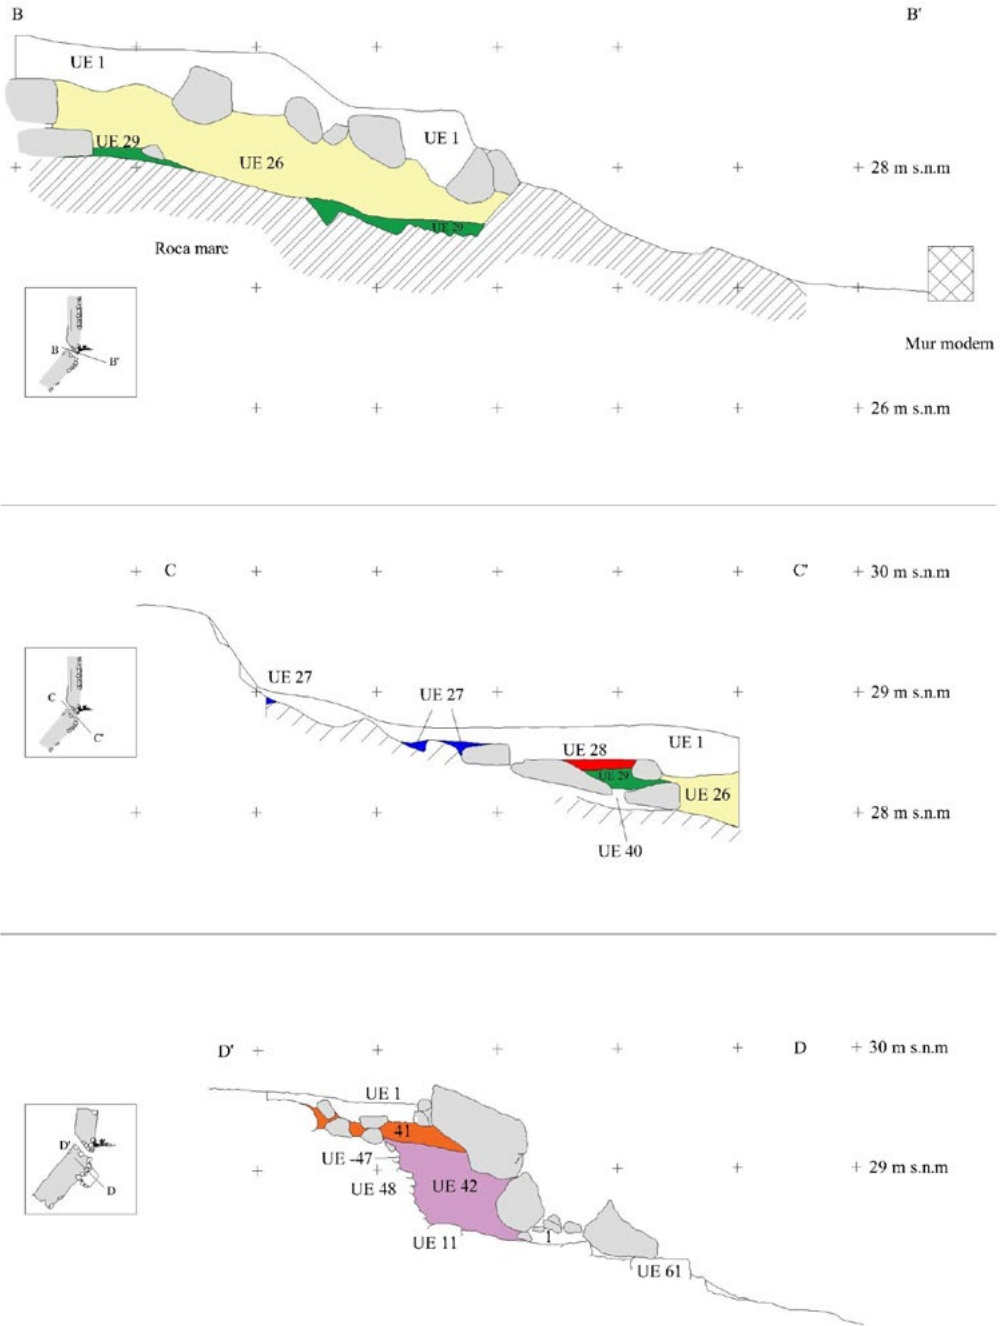 B B'
UE 1
UE 1
UE 29
UE 26
28 m s.n.m
UE 29
Roca mare
B
B'
Mur modern
26 m s.n.m
C C' 30 m s.n.m
UE 27
UE 27
29 m s.n.m
C
C'
UE 28 UE 1
UE 29
UE 26
28 m s.n.m
UE 40
D' D 30 m s.n.m
UE 1
41
D'
UE -47
29 m s.n.m
UE 48 UE 42
D
UE 11 1
UE 61